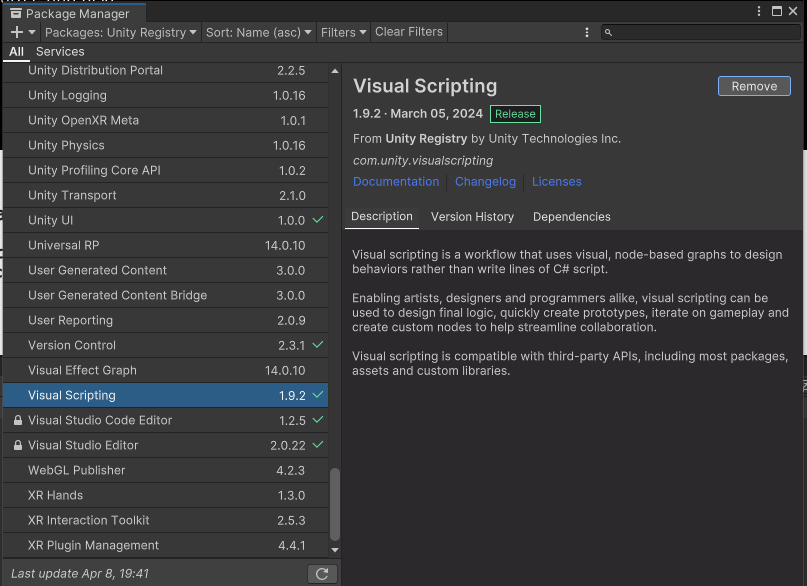 Package Manager
Packages: Unity Registry
Sort: Name (asc)
Filters
Clear Filters
All
Services
Unity Distribution Portal 2.2.5
Unity Logging 1.0.16
Unity OpenXR Meta 1.0.1
Unity Physics 1.0.16
Unity Profiling Core API 1.0.2
Unity Transport 2.1.0
Unity UI 1.0.0
Universal RP 14.0.10
User Generated Content 3.0.0
User Generated Content Bridge 3.0.0
User Reporting 2.0.9
Version Control 2.3.1
Visual Effect Graph 14.0.10
Visual Scripting 1.9.2
Visual Studio Code Editor 1.2.5
Visual Studio Editor 2.0.22
WebGL Publisher 4.2.3
XR Hands 1.3.0
XR Interaction Toolkit 2.5.3
XR Plugin Management 4.4.1
Last update Apr 8, 19:41
Visual Scripting
Remove
1.9.2 · March 05, 2024 Release
From Unity Registry by Unity Technologies Inc.
com.unity.visualscripting
Documentation Changelog Licenses
Description Version History Dependencies
Visual scripting is a workflow that uses visual, node-based graphs to design
behaviors rather than write lines of C# script.
Enabling artists, designers and programmers alike, visual scripting can be
used to design final logic, quickly create prototypes, iterate on gameplay and
create custom nodes to help streamline collaboration.
Visual scripting is compatible with third-party APIs, including most packages,
assets and custom libraries.